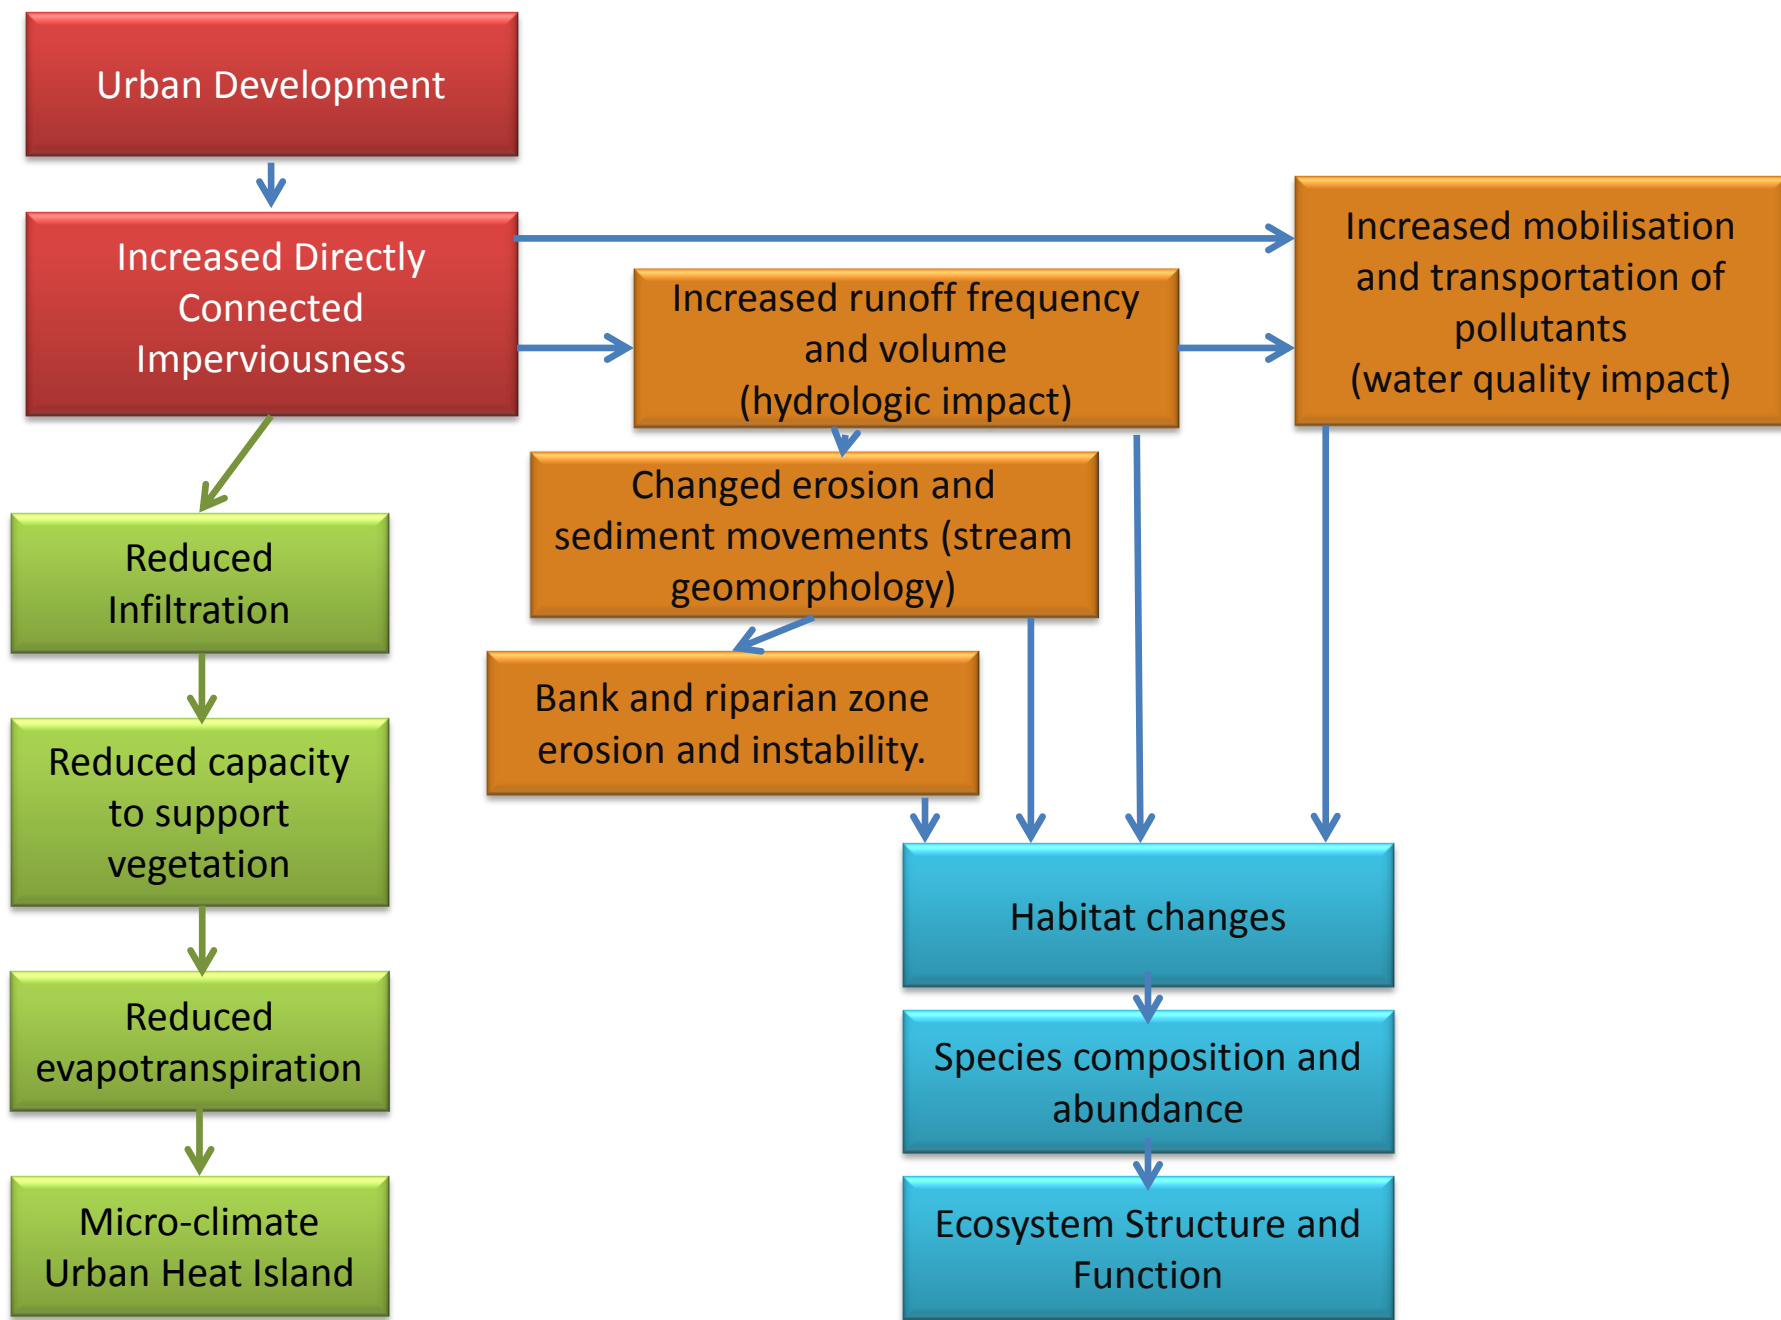 Urban Development
Increased Directly
Connected
Imperviousness
Increased runoff frequency
and volume
(hydrologic impact)
Increased mobilisation
and transportation of
pollutants
(water quality impact)
Changed erosion and
sediment movements (stream
geomorphology)
Bank and riparian zone
erosion and instability.
Reduced
Infiltration
Reduced capacity
to support
vegetation
Reduced
evapotranspiration
Micro-climate
Urban Heat Island
Habitat changes
Species composition and
abundance
Ecosystem Structure and
Function